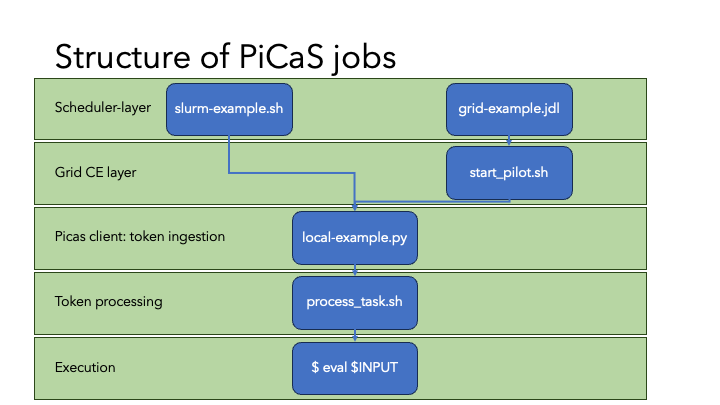 Structure of PiCaS jobs
Scheduler-layer
slurm-example.sh
grid-example.jdl
Grid CE layer
start_pilot.sh
Picas client: token ingestion
local-example.py
Token processing
process_task.sh
Execution
$ eval $INPUT